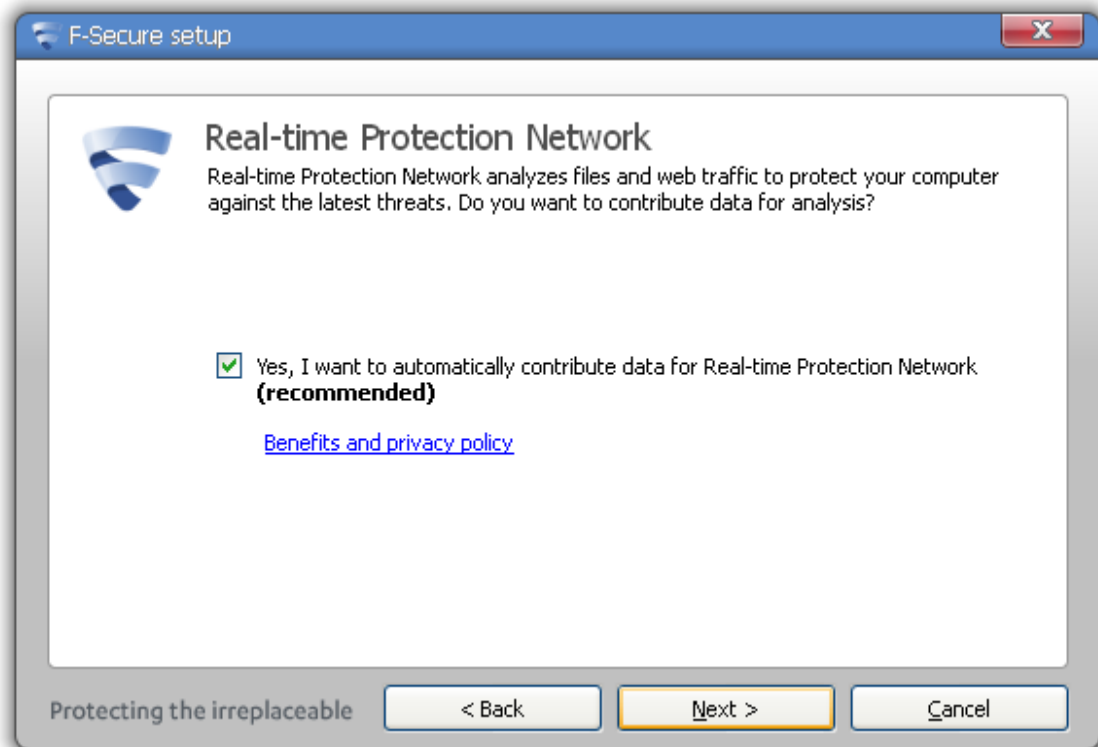 F-Secure setup
Real-time Protection Network
Real-time Protection Network analyzes files and web traffic to protect your computer
against the latest threats. Do you want to contribute data for analysis?
Yes, I want to automatically contribute data for Real-time Protection Network
(recommended)
Benefits and privacy policy
Protecting the irreplaceable
< Back
Next >
Cancel